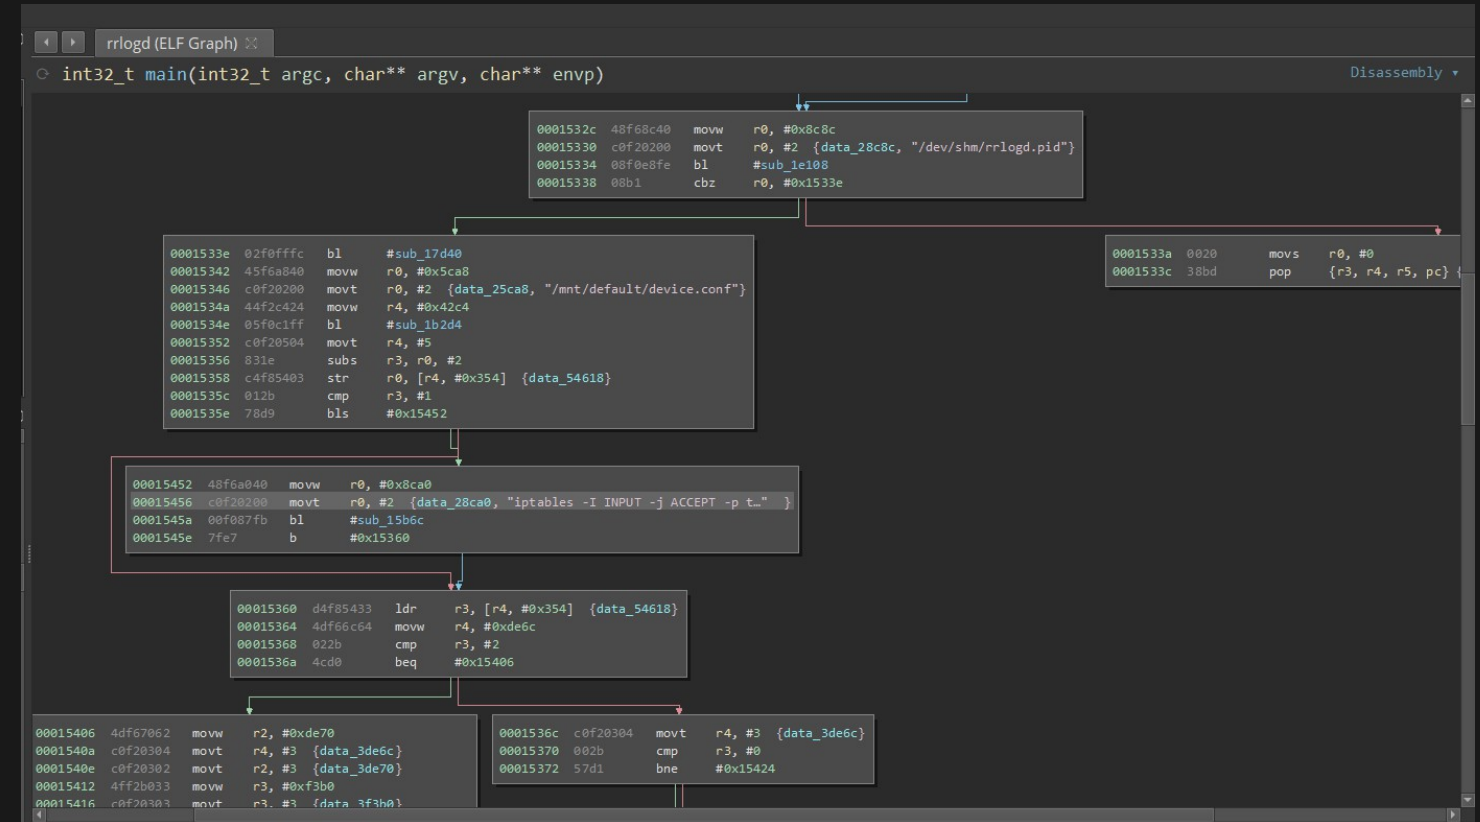 rrlogd (ELF Graph)
int32_t main(int32_t argc, char** argv, char** envp)
Disassembly
0001532c 48f68c40 movw r0, #0x8c8c
00015330 c0f20200 movt r0, #2 {data_28c8c, "/dev/shm/rrlogd.pid"}
00015334 08f0e8fe bl #sub_1e108
00015338 08b1 cbz r0, #0x1533e
0001533e 02f0fffc bl #sub_17d40
00015342 45f6a840 movw r0, #0x5ca8
00015346 c0f20200 movt r0, #2 {data_25ca8, "/mnt/default/device.conf"}
0001534a 44f2c424 movw r4, #0x42c4
0001534e 05f0c1ff bl #sub_1b2d4
00015352 c0f20504 movt r4, #5
00015356 831e subs r3, r0, #2
00015358 c4f85403 str r0, [r4, #0x354] {data_54618}
0001535c 012b cmp r3, #1
0001535e 78d9 bls #0x15452
0001533a 0020 movs r0, #0
0001533c 38bd pop {r3, r4, r5, pc} {
00015452 48f6a040 movw r0, #0x8ca0
00015456 c0f20200 movt r0, #2 {data_28ca0, "iptables -I INPUT -j ACCEPT -p t…" }
0001545a 00f087fb bl #sub_15b6c
0001545e 7fe7 b #0x15360
00015360 d4f85433 ldr r3, [r4, #0x354] {data_54618}
00015364 4df66c64 movw r4, #0xde6c
00015368 022b cmp r3, #2
0001536a 4cd0 beq #0x15406
00015406 4df67062 movw r2, #0xde70
0001540a c0f20304 movt r4, #3 {data_3de6c}
0001540e c0f20302 movt r2, #3 {data_3de70}
00015412 4ff2b033 movw r3, #0xf3b0
00015416 c0f20303 movt r3, #3 {data_3f3b0}
0001536c c0f20304 movt r4, #3 {data_3de6c}
00015370 002b cmp r3, #0
00015372 57d1 bne #0x15424